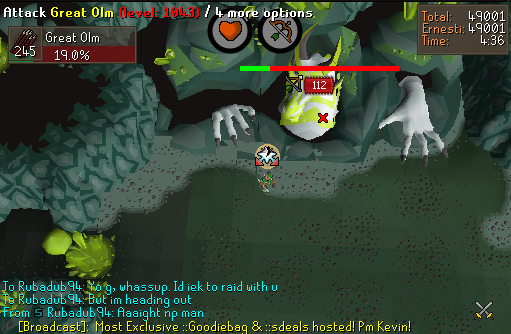 Attack Great Olm (level: 1043) / 4 more options
Great Olm
245
19.0%
Total: 49001
Ernestr: 49001
Time: 4:36
112
To Rubadub94: Yo g, whassup. Id iek to raid with u
To Rubadub94: But im heading out
From S Rubadub94: Aaaight np man
[Broadcast]: Most Exclusive ::Goodiebag & ::sdeals hosted! Pm Kevin!